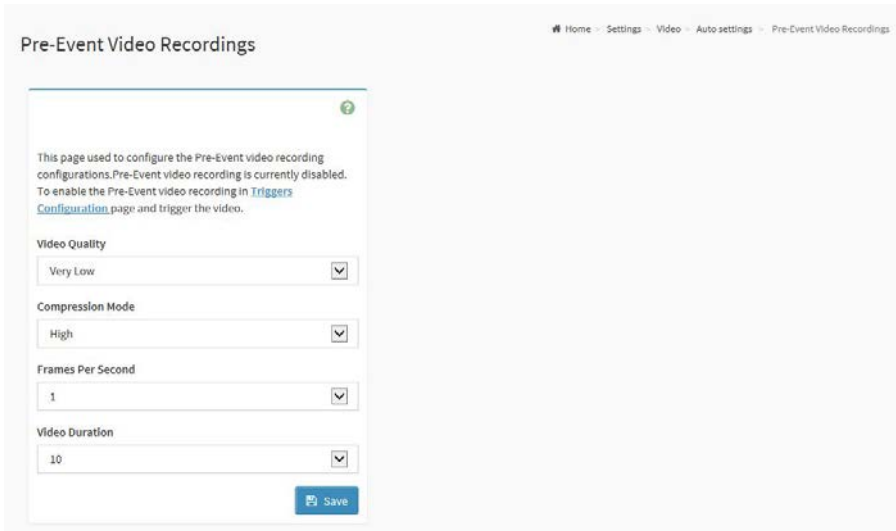 Pre-Event Video Recordings
Home > Settings > Video > Auto settings > Pre-Event Video Recordings
?
This page used to configure the Pre-Event video recording
configurations.Pre-Event video recording is currently disabled.
To enable the Pre-Event video recording in Triggers
Configuration page and trigger the video.
Video Quality
Very Low
Compression Mode
High
Frames Per Second
1
Video Duration
10
Save